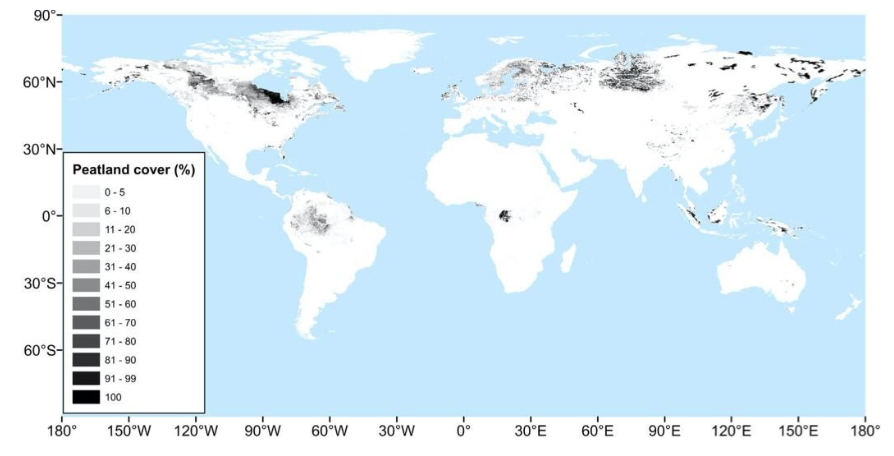 90°
60°N
30°N
0°
30°S
60°S
Peatland cover (%)
0 - 5
6 - 10
11 - 20
21 - 30
31 - 40
41 - 50
51 - 60
61 - 70
71 - 80
81 - 90
91 - 99
100
180° 150°W 120°W 90°W 60°W 30°W 0° 30°E 60°E 90°E 120°E 150°E 180°